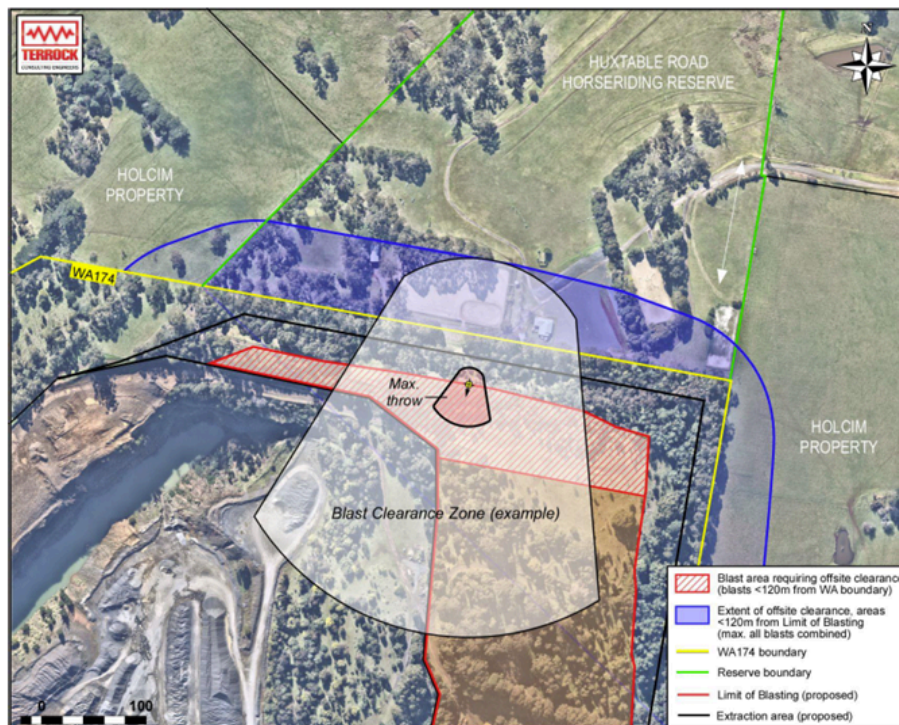 TERROCK
CONSULTING ENGINEERS
N
HUXTABLE ROAD
HORSERIDING RESERVE
HOLCIM
PROPERTY
WA174
Max.
throw
HOLCIM
PROPERTY
Blast Clearance Zone (example)
Blast area requiring offsite clearance
(blasts <120m from WA boundary)
Extent of offsite clearance, areas
<120m from Limit of Blasting
(max. all blasts combined)
WA174 boundary
Reserve boundary
Limit of Blasting (proposed)
Extraction area (proposed)
0 100